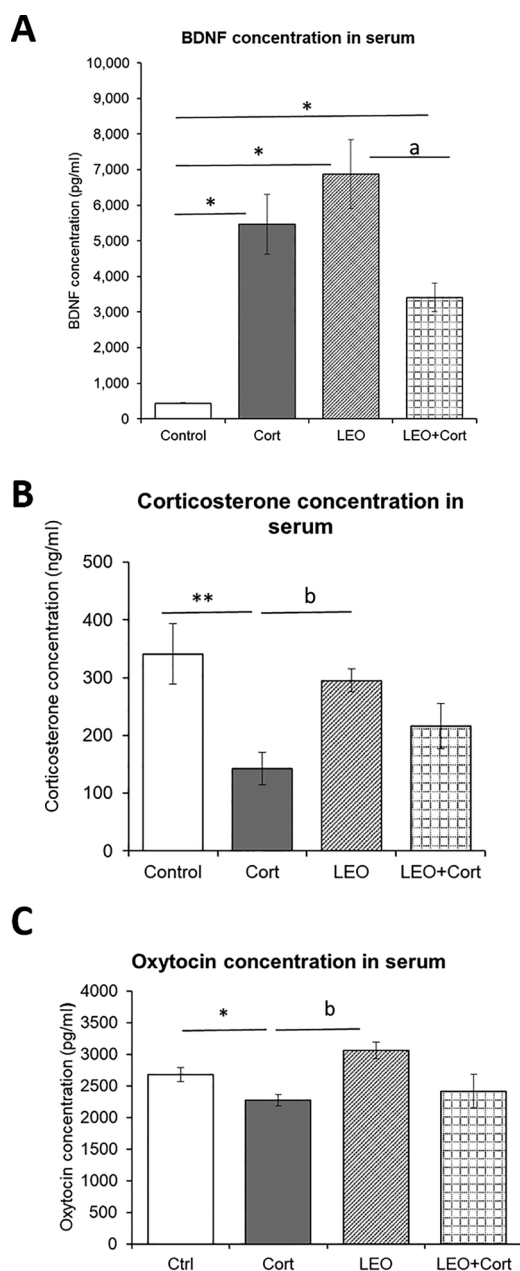 A
BDNF concentration in serum
BDNF concentration (pg/ml)
10,000
9,000
8,000
7,000
6,000
5,000
4,000
3,000
2,000
1,000
0
*
*
*
a
Control Cort LEO LEO+Cort
B
Corticosterone concentration in
serum
Corticosterone concentration (ng/ml)
500
400
300
200
100
0
** b
Control Cort LEO LEO+Cort
C
Oxytocin concentration in serum
Oxytocin concentration (pg/ml)
4000
3500
3000
2500
2000
1500
1000
500
0
* b
Ctrl Cort LEO LEO+Cort